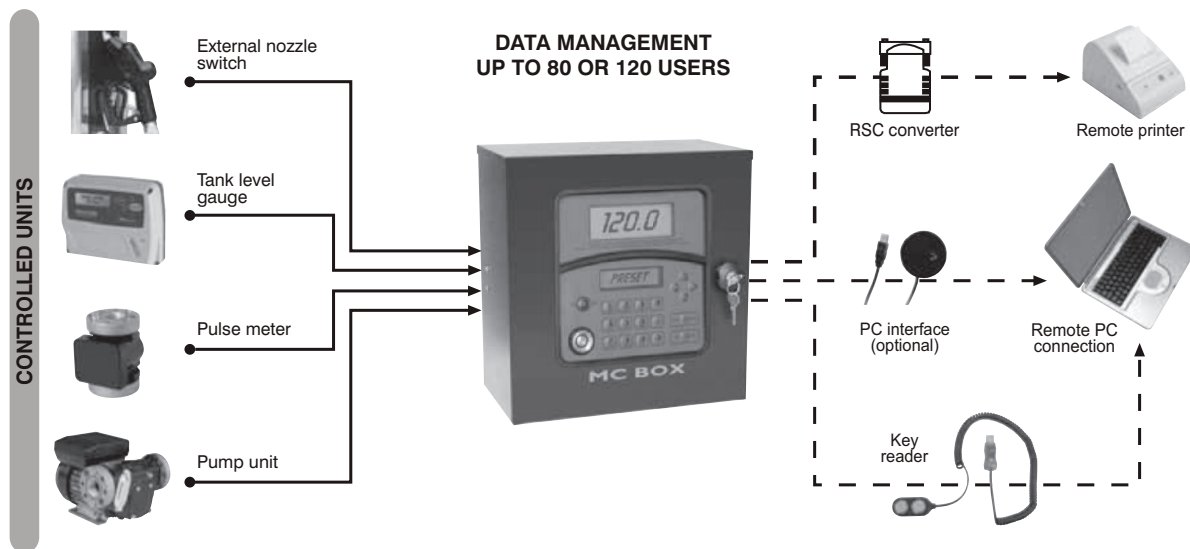 CONTROLLED UNITS
External nozzle
switch
Tank level
gauge
Pulse meter
Pump unit
DATA MANAGEMENT
UP TO 80 OR 120 USERS
120.0
PRESET
MC BOX
RSC converter
Remote printer
PC interface
(optional)
Remote PC
connection
Key
reader